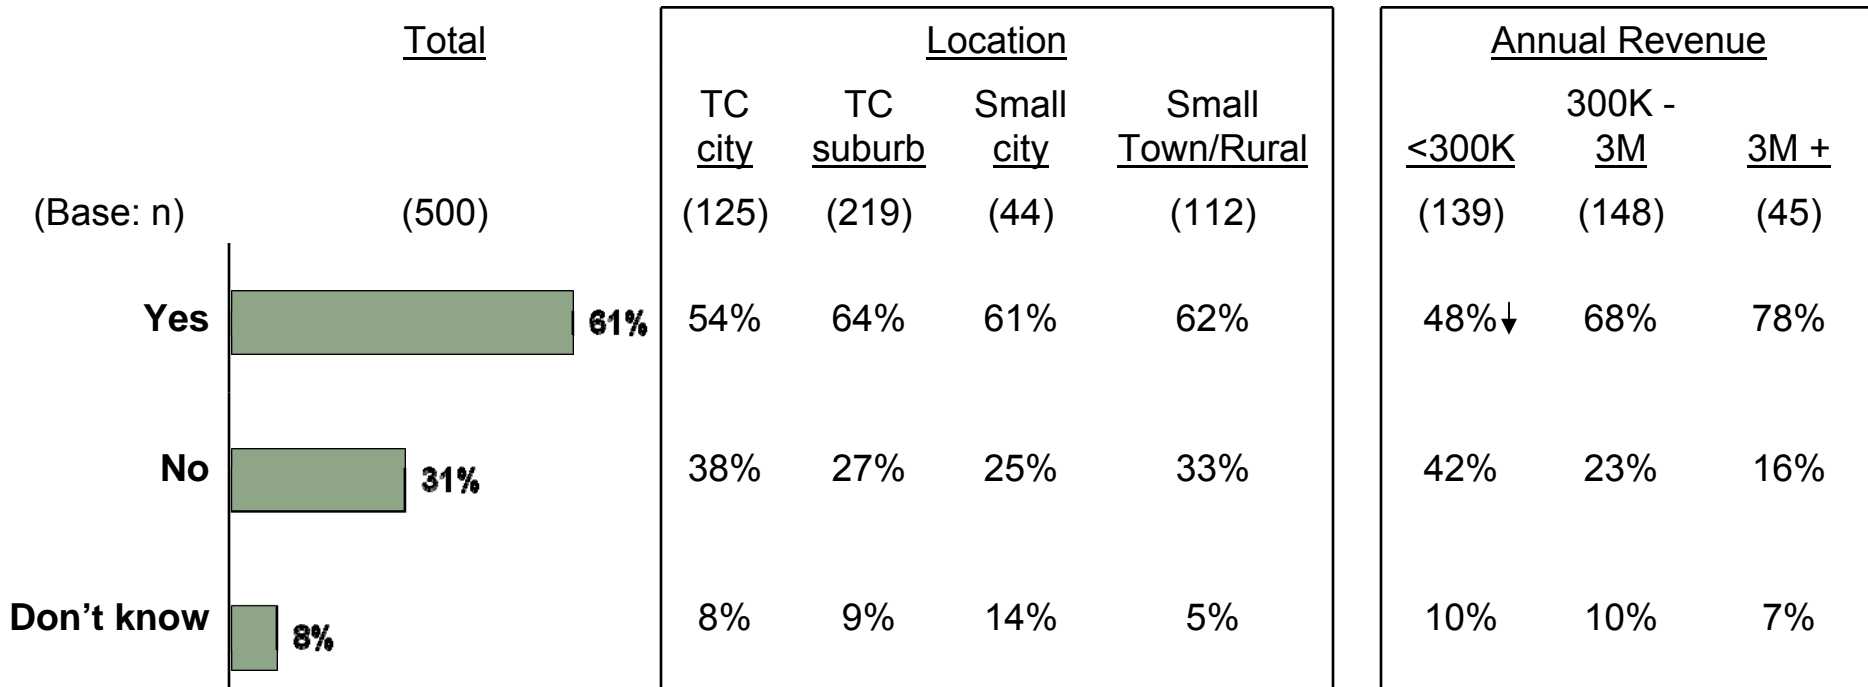 Total Location Annual Revenue
TC TC Small Small 300K -
city suburb city Town/Rural <300K 3M 3M +
(Base: n) (500) (125) (219) (44) (112) (139) (148) (45)
Yes 61% 54% 64% 61% 62% 48%↓ 68% 78%
No 31% 38% 27% 25% 33% 42% 23% 16%
Don’t know 8% 8% 9% 14% 5% 10% 10% 7%